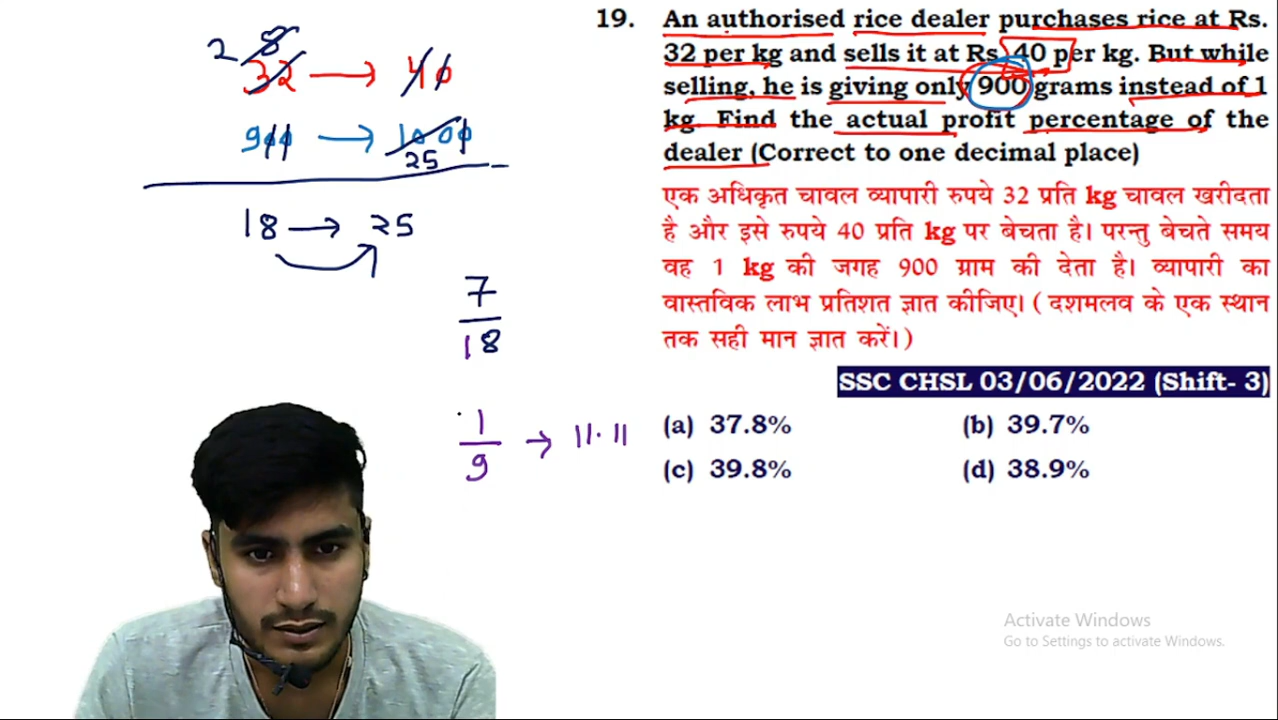 19. An authorised rice dealer purchases rice at Rs.
32 per kg and sells it at Rs. 40 per kg. But while
selling, he is giving only 900 grams instead of 1
kg. Find the actual profit percentage of the
dealer (Correct to one decimal place)
एक अधिकृत चावल व्यापारी रुपये 32 प्रति kg चावल खरीदता
है और इसे रुपये 40 प्रति kg पर बेचता है। परन्तु बेचते समय
वह 1 kg की जगह 900 ग्राम की देता है। व्यापारी का
वास्तविक लाभ प्रतिशत ज्ञात कीजिए। ( दशमलव के एक स्थान
तक सही मान ज्ञात करें।)
SSC CHSL 03/06/2022 (Shift- 3)
(a) 37.8% (b) 39.7%
(c) 39.8% (d) 38.9%
2 8
32 → 40
900 → 1000
25
18 → 25
7
18
1
9 → 11.11
Activate Windows
Go to Settings to activate Windows.